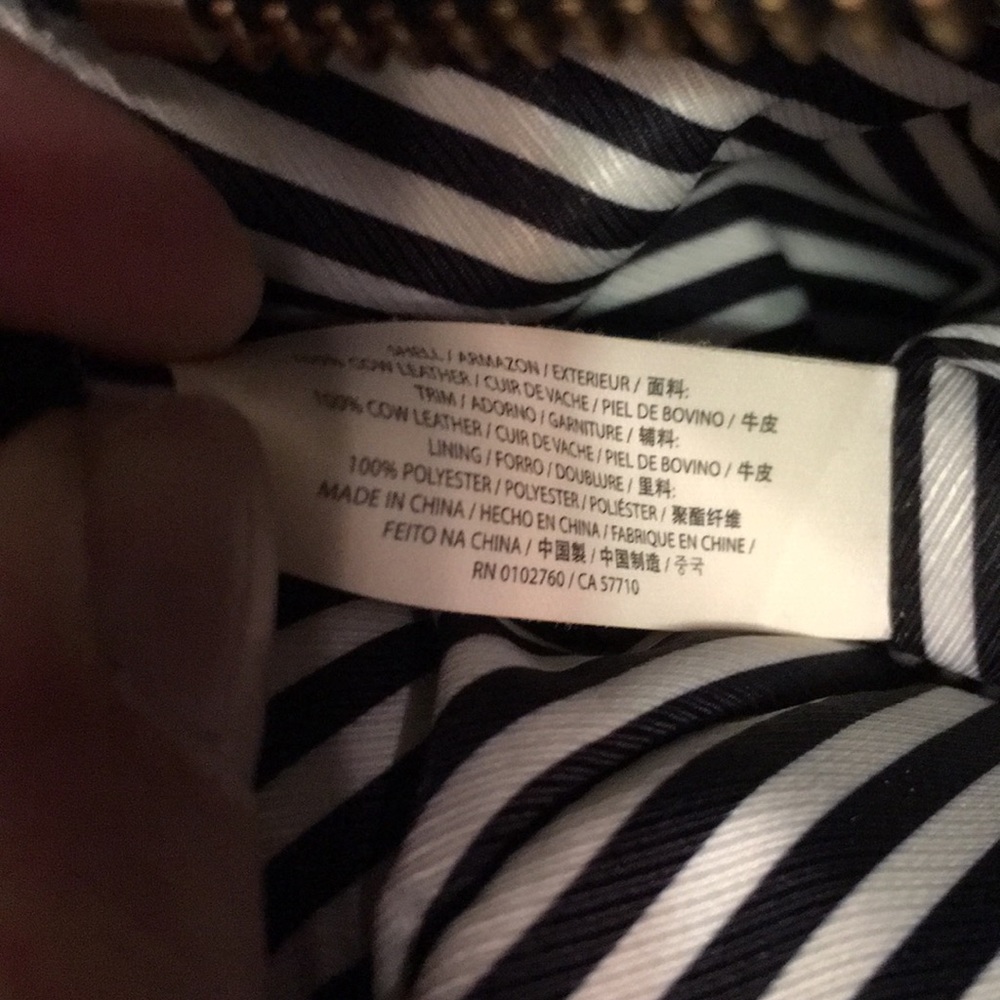 SHELL / ARMAZON / EXTERIEUR / 面料:
100% COW LEATHER / CUIR DE VACHE / PIEL DE BOVINO / 牛皮
TRIM / ADORNO / GARNITURE / 辅料:
100% COW LEATHER / CUIR DE VACHE / PIEL DE BOVINO / 牛皮
LINING / FORRO / DOUBLURE / 里料:
100% POLYESTER / POLYESTER / POLIÉSTER / 聚酯纤维
MADE IN CHINA / HECHO EN CHINA / FABRIQUE EN CHINE /
FEITO NA CHINA / 中国製 / 中国制造 / 중국
RN 0102760 / CA 57710